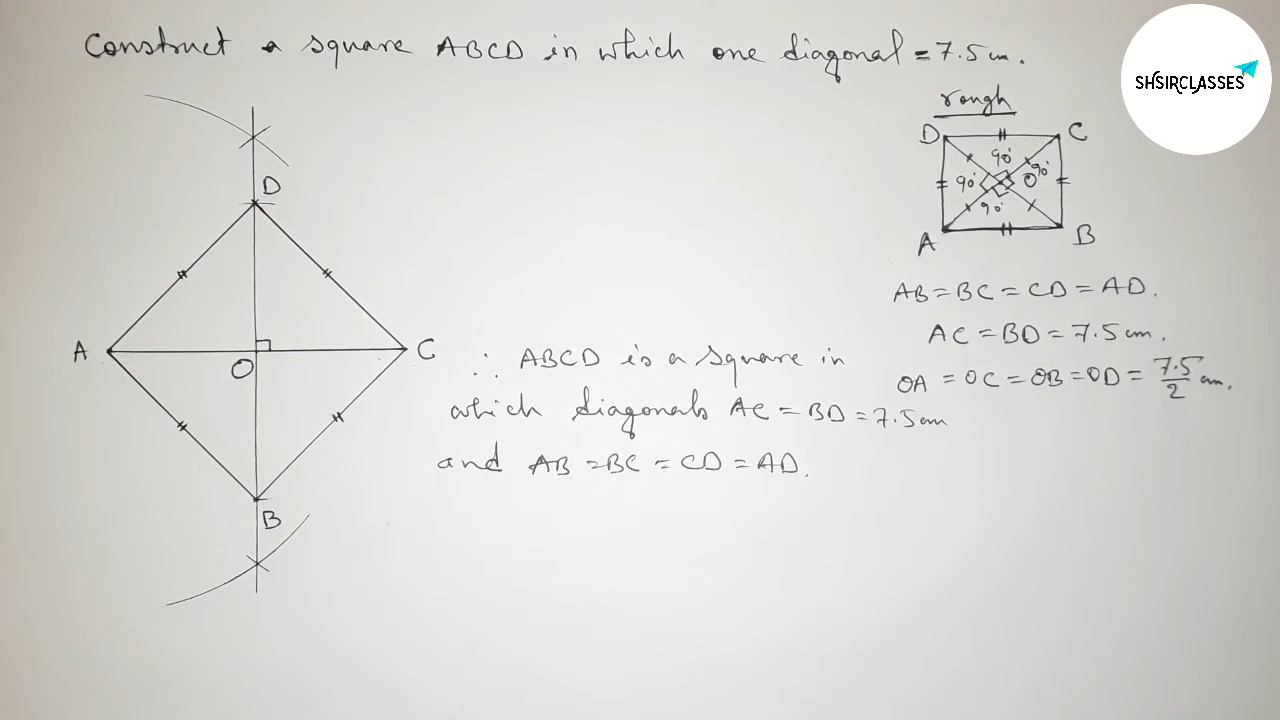 Construct a square ABCD in which one diagonal = 7.5 cm.
SHSIRCLASSES
rough
D C
90°
90° O 90°
90°
A B
D
A C
O
B
AB = BC = CD = AD.
AC = BD = 7.5 cm.
OA = OC = OB = OD = 7.5/2 cm.
∴ ABCD is a square in
which diagonals AC = BD = 7.5 cm
and AB = BC = CD = AD.